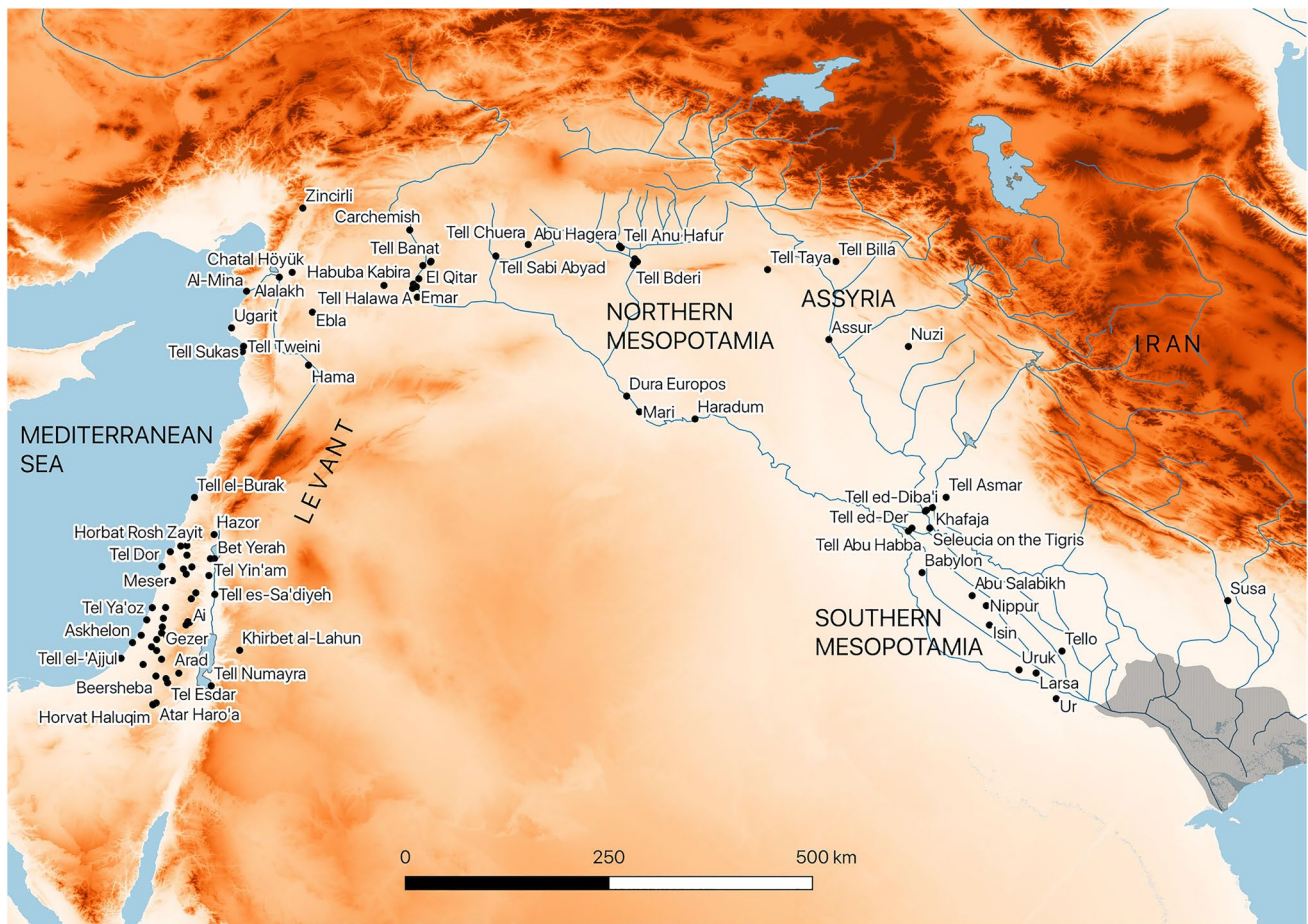 Zincirli
Carchemish
Tell Chuera
Abu Hagera
Tell Anu Hafur
Tell Banat
Tell Taya
Tell Billa
Chatal Höyük
Habuba Kabira
El Qitar
Tell Sabi Abyad
Tell Bderi
Al-Mina
Alalakh
Tell Halawa A
Emar
ASSYRIA
Ugarit
Ebla
NORTHERN
MESOPOTAMIA
Assur
Nuzi
IRAN
Tell Sukas
Tell Tweini
Hama
Dura Europos
Mari
Haradum
MEDITERRANEAN
SEA
LEVANT
Tell el-Burak
Tell Asmar
Tell ed-Diba'i
Tell ed-Der
Khafaja
Horbat Rosh Zayit
Hazor
Seleucia on the Tigris
Tell Abu Habba
Tel Dor
Bet Yerah
Babylon
Meser
Tel Yin'am
Abu Salabikh
Susa
Tell es-Sa'diyeh
Tel Ya'oz
Ai
Nippur
SOUTHERN
MESOPOTAMIA
Askhelon
Gezer
Khirbet al-Lahun
Isin
Tello
Tell el-'Ajjul
Arad
Uruk
Tell Numayra
Larsa
Beersheba
Tel Esdar
Ur
Horvat Haluqim
Atar Haro'a
0 250 500 km